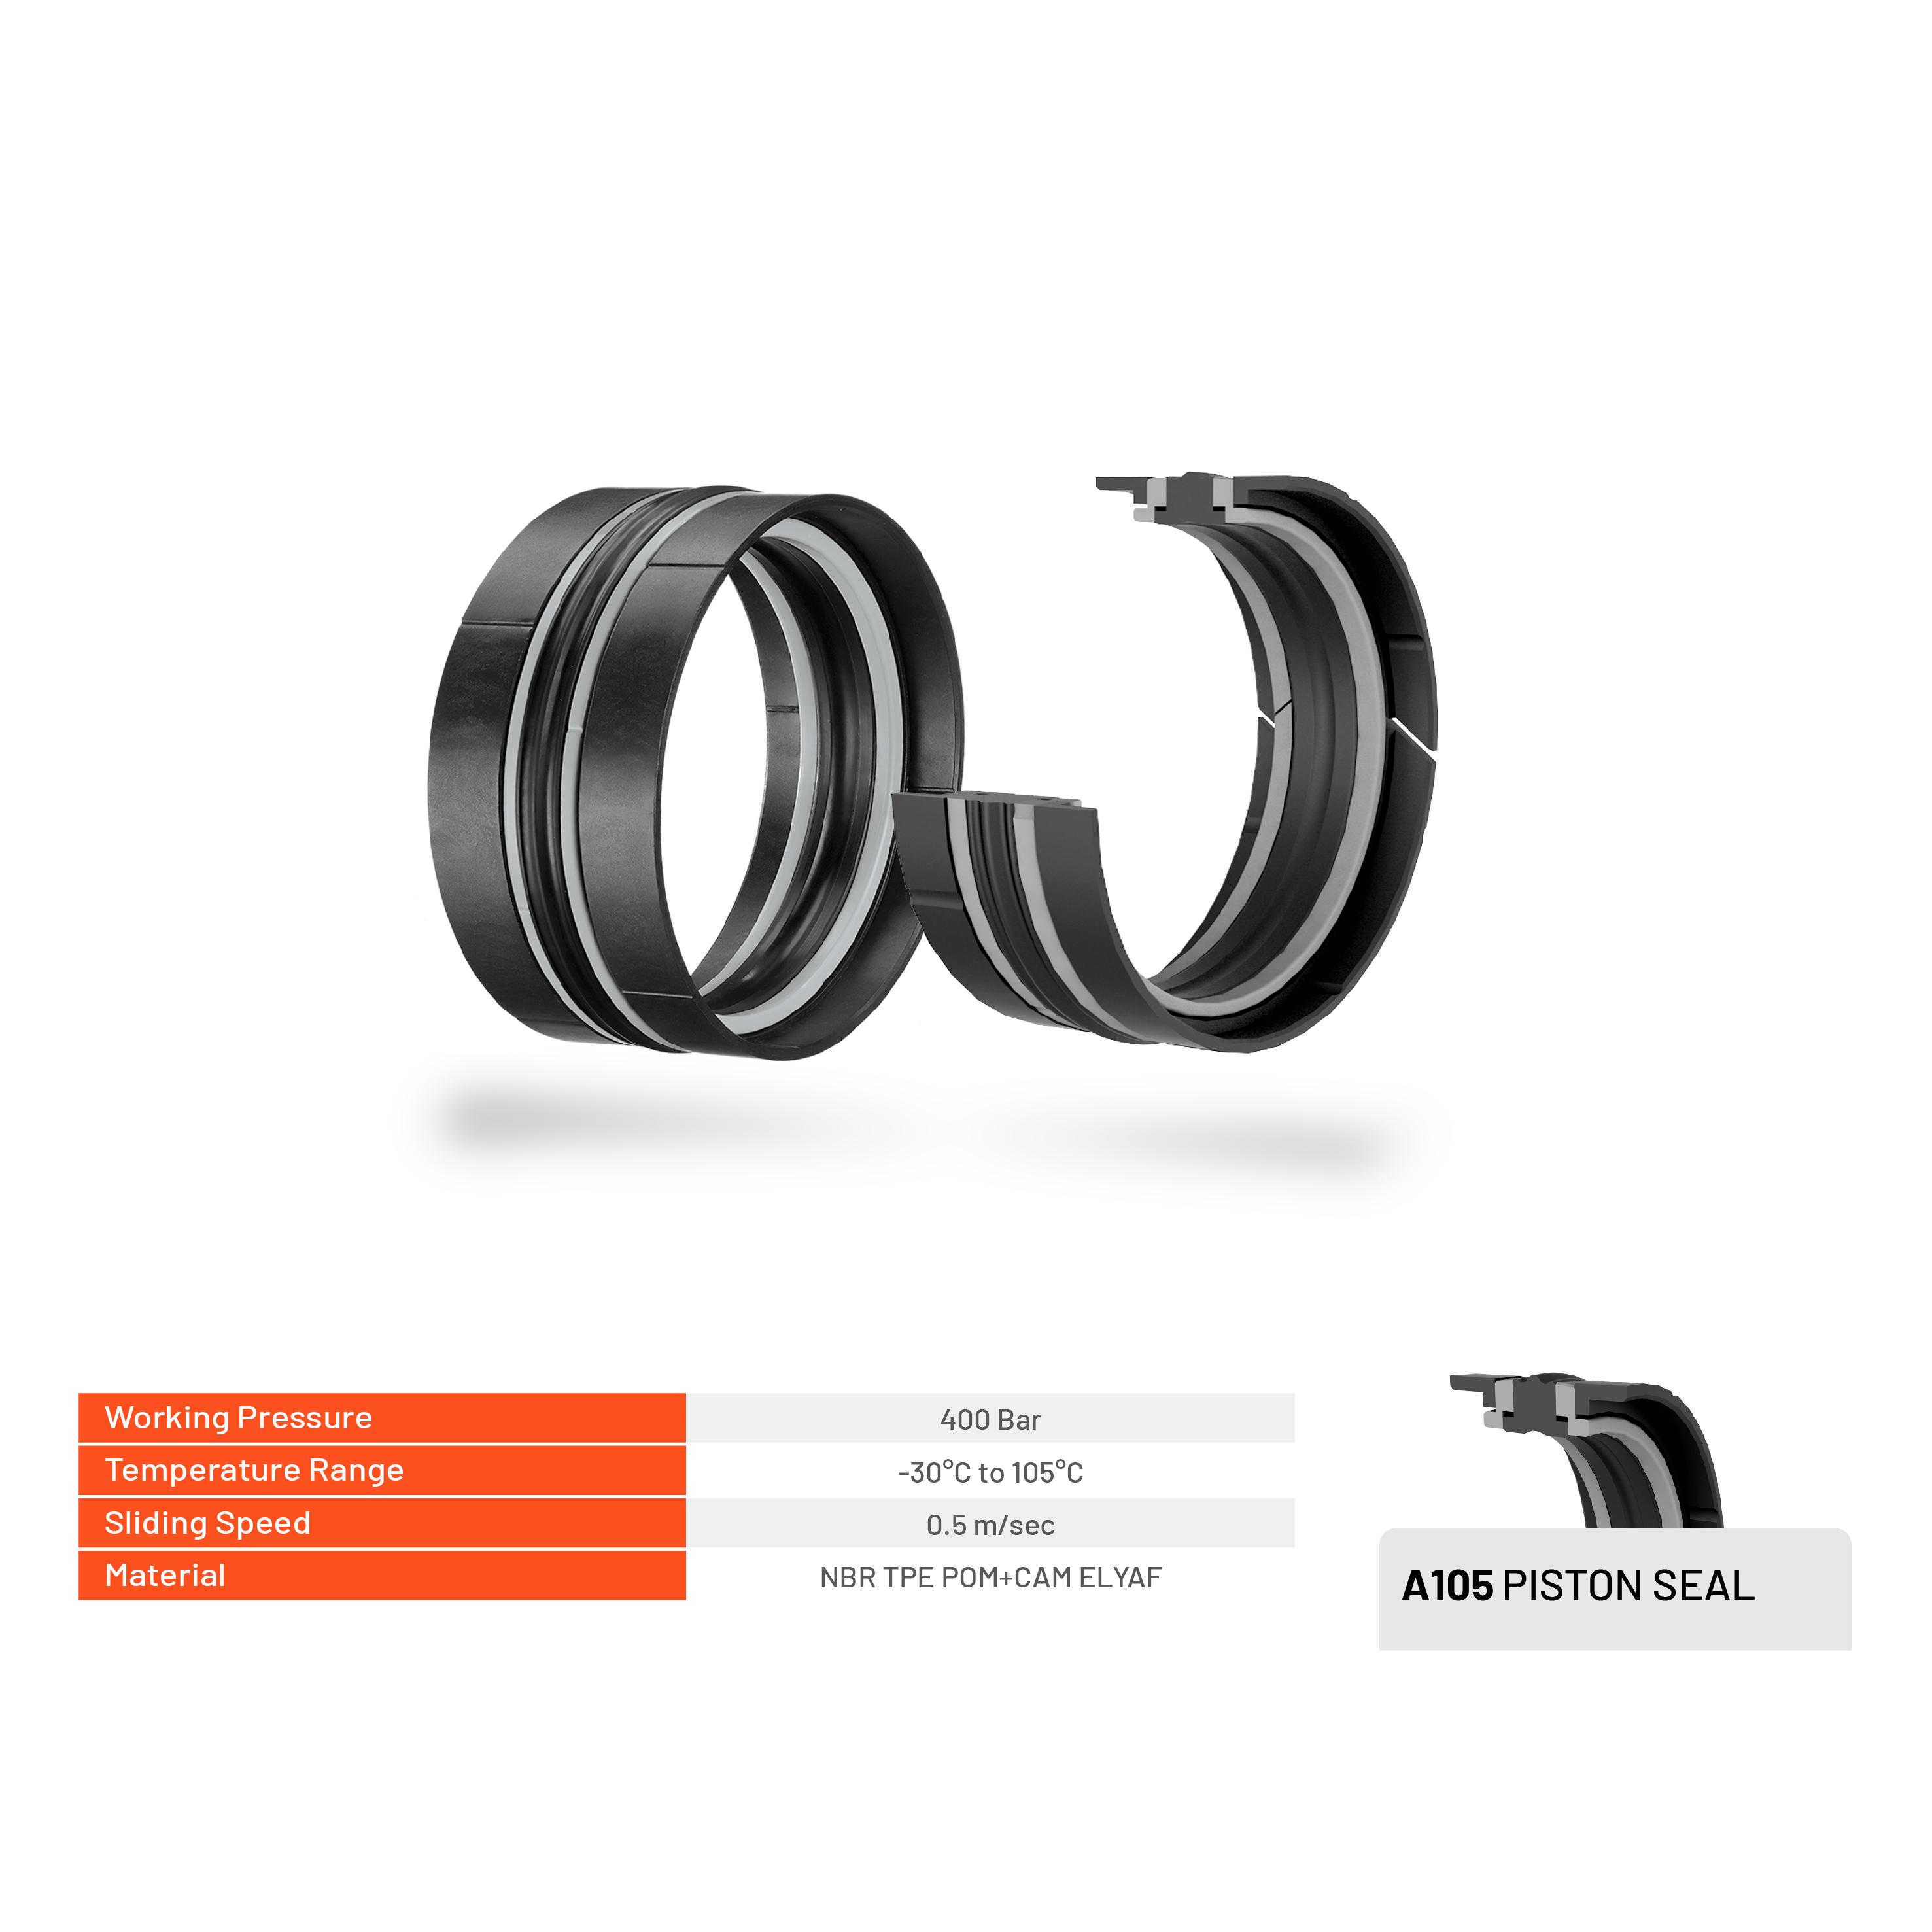 Working Pressure 400 Bar
Temperature Range -30°C to 105°C
Sliding Speed 0.5 m/sec
Material NBR TPE POM+CAM ELYAF
A105 PISTON SEAL